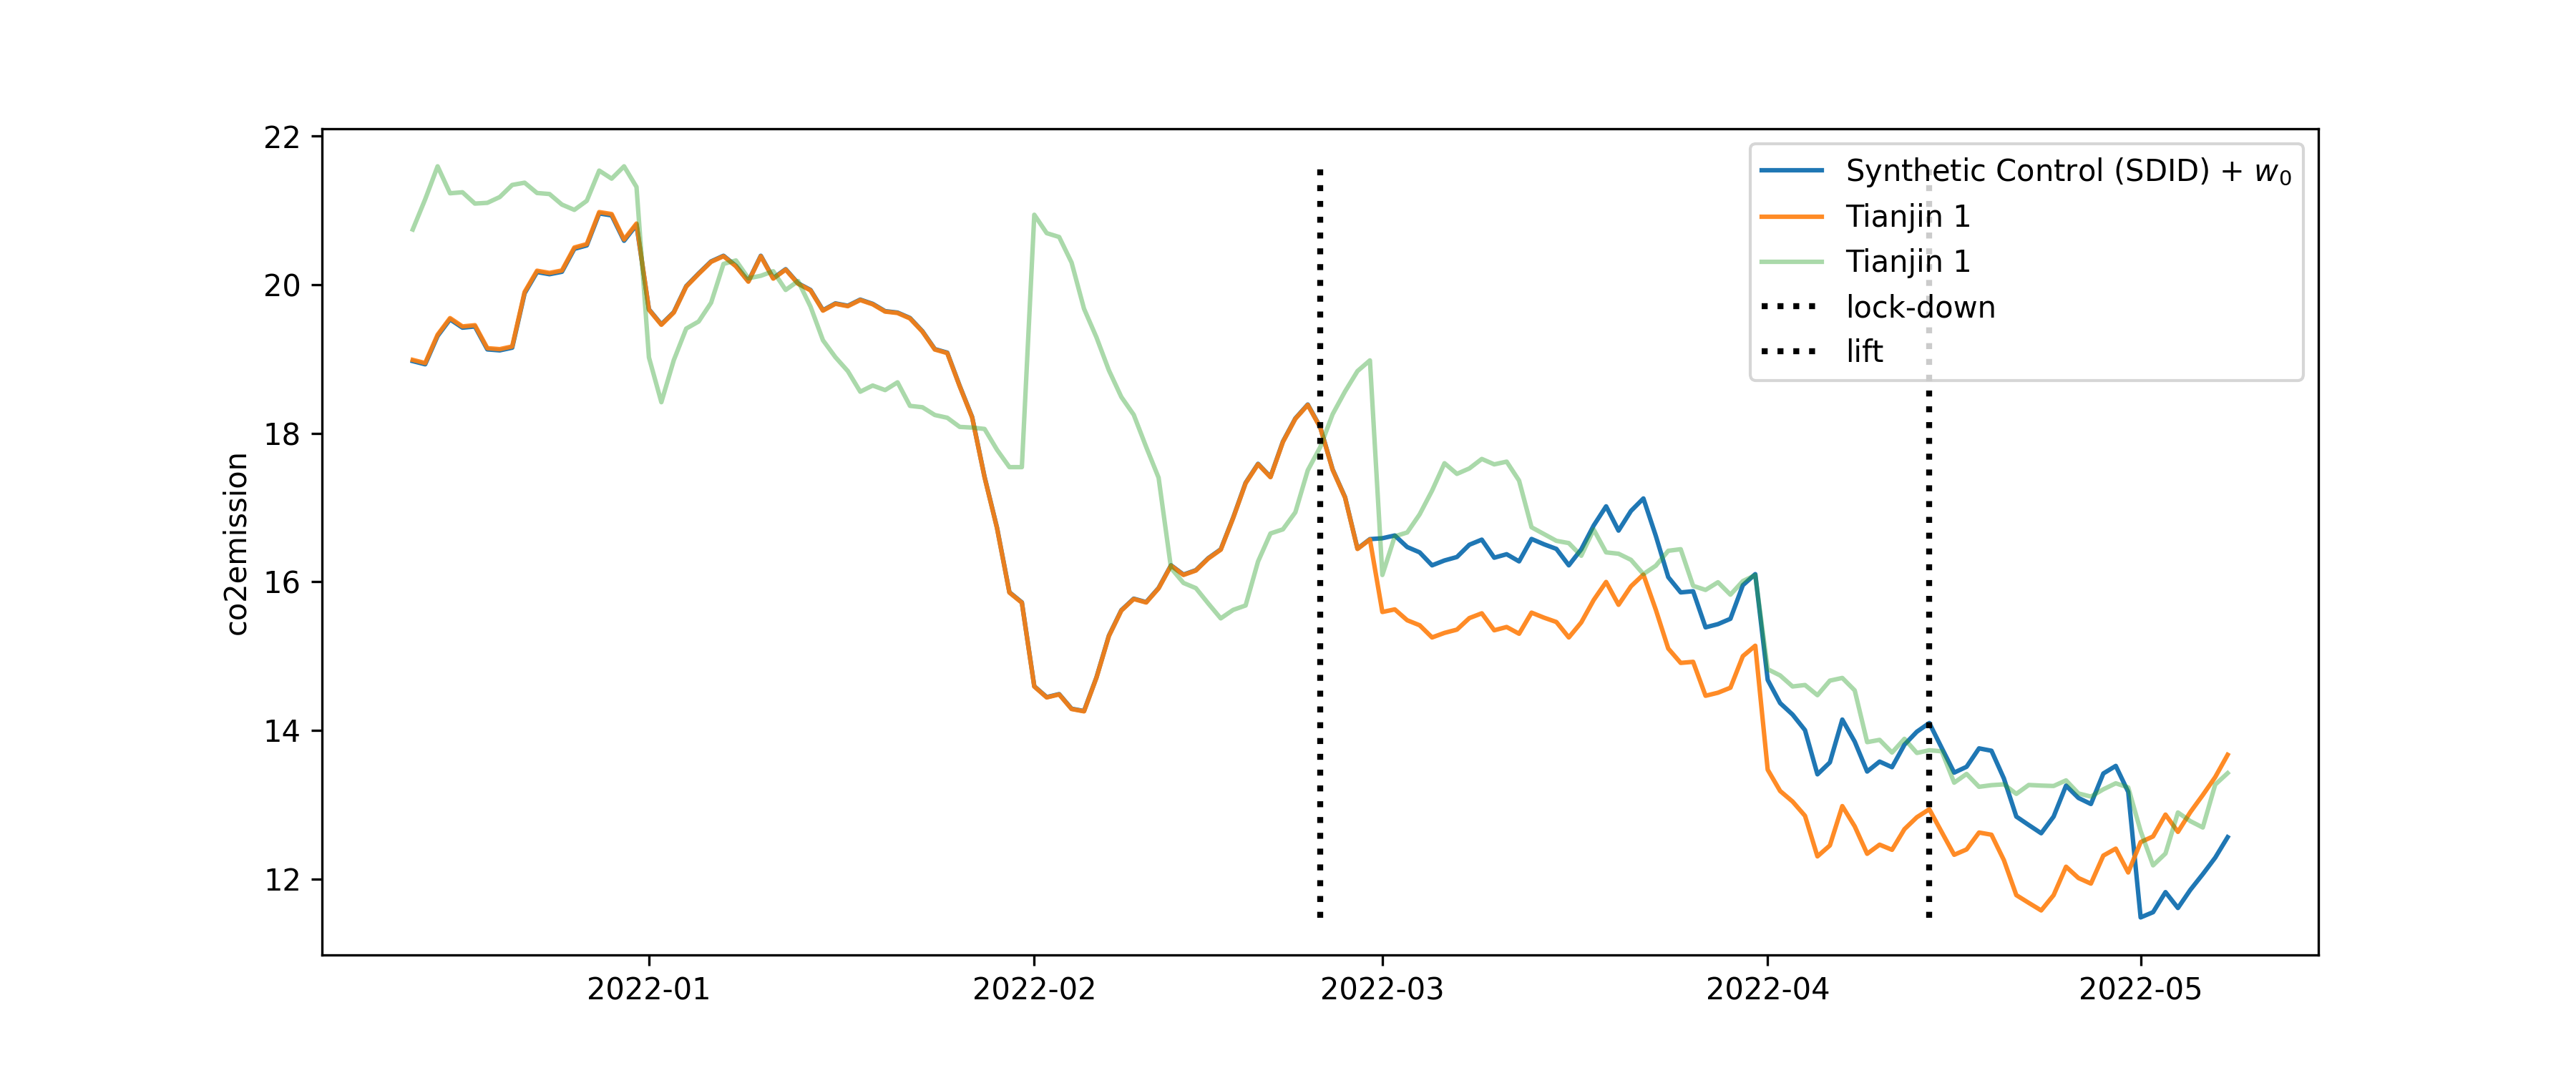 22
20
18
16
14
12
co2emission
2022-01
2022-02
2022-03
2022-04
2022-05
Synthetic Control (SDID) + w₀
Tianjin 1
Tianjin 1
lock-down
lift